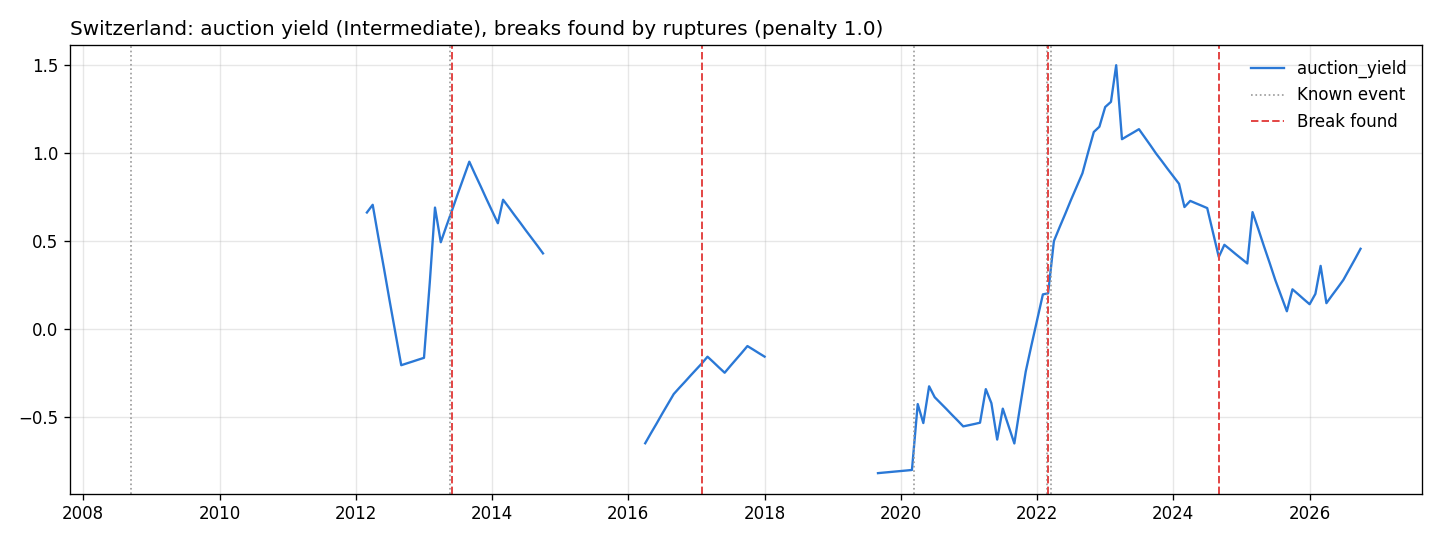 Switzerland: auction yield (Intermediate), breaks found by ruptures (penalty 1.0)
auction_yield
Known event
Break found
1.5
1.0
0.5
0.0
−0.5
2008 2010 2012 2014 2016 2018 2020 2022 2024 2026